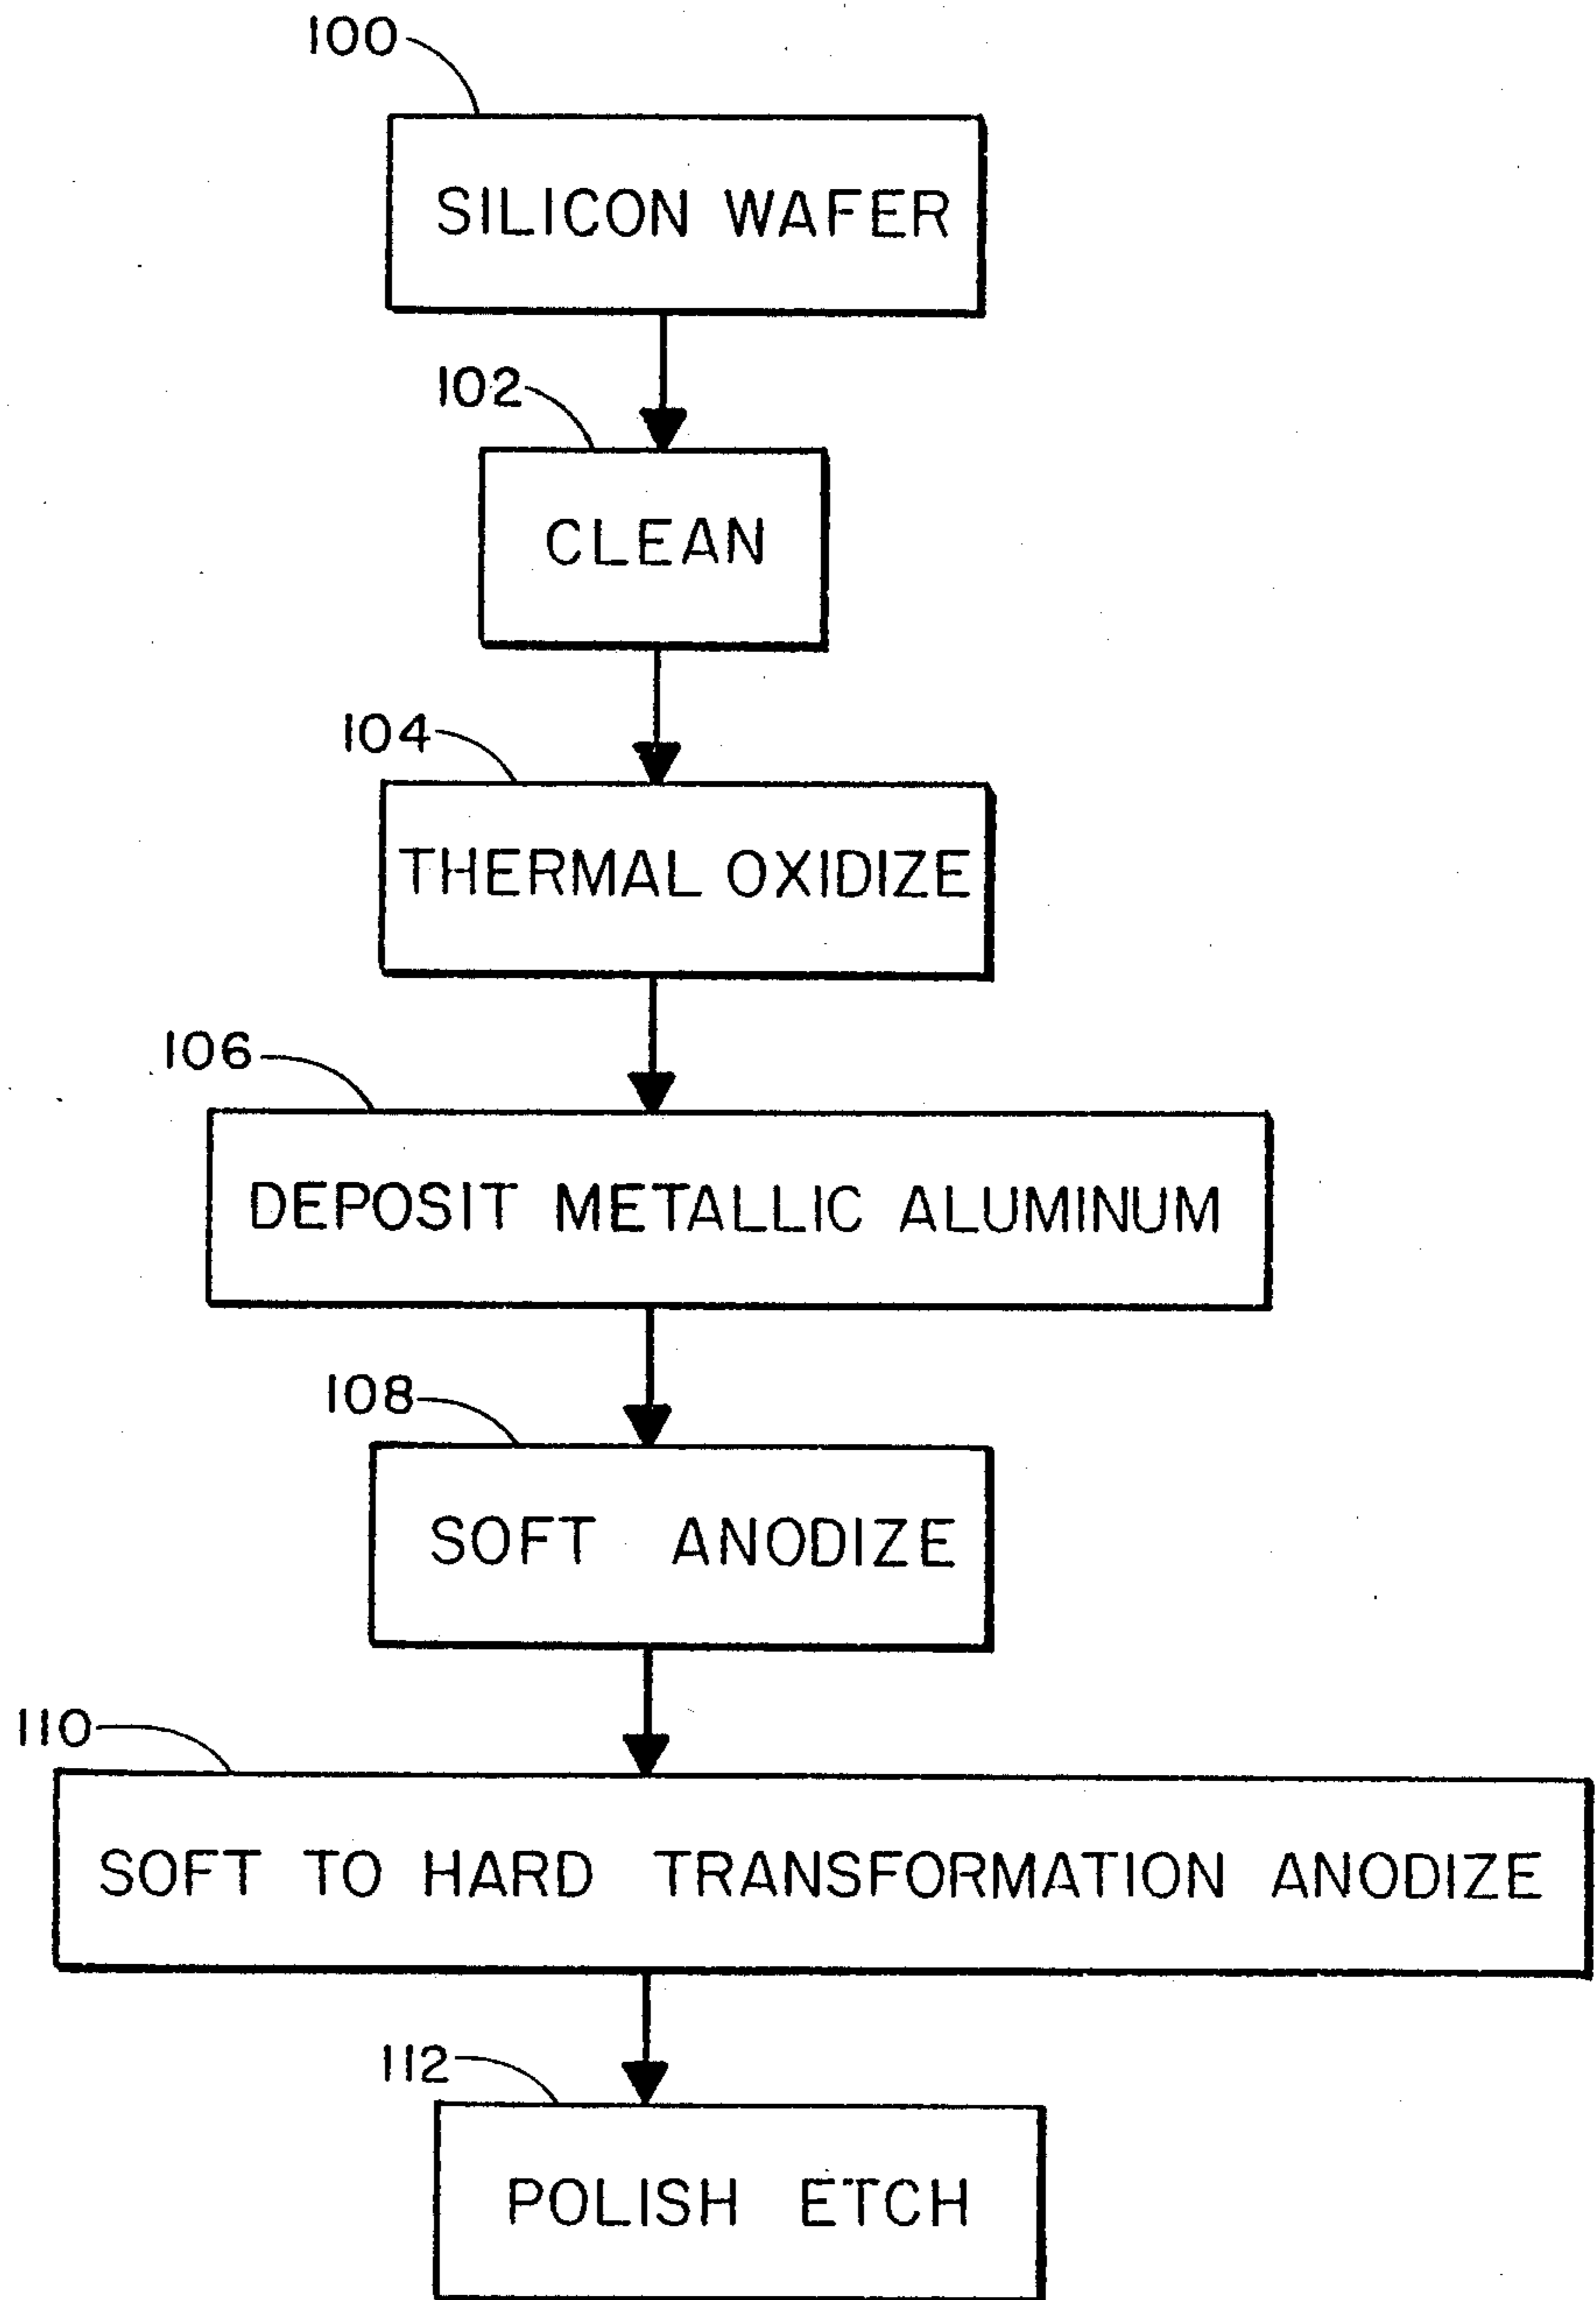 100
SILICON WAFER
102
CLEAN
104
THERMAL OXIDIZE
106
DEPOSIT METALLIC ALUMINUM
108
SOFT ANODIZE
110
SOFT TO HARD TRANSFORMATION ANODIZE
112
POLISH ETCH